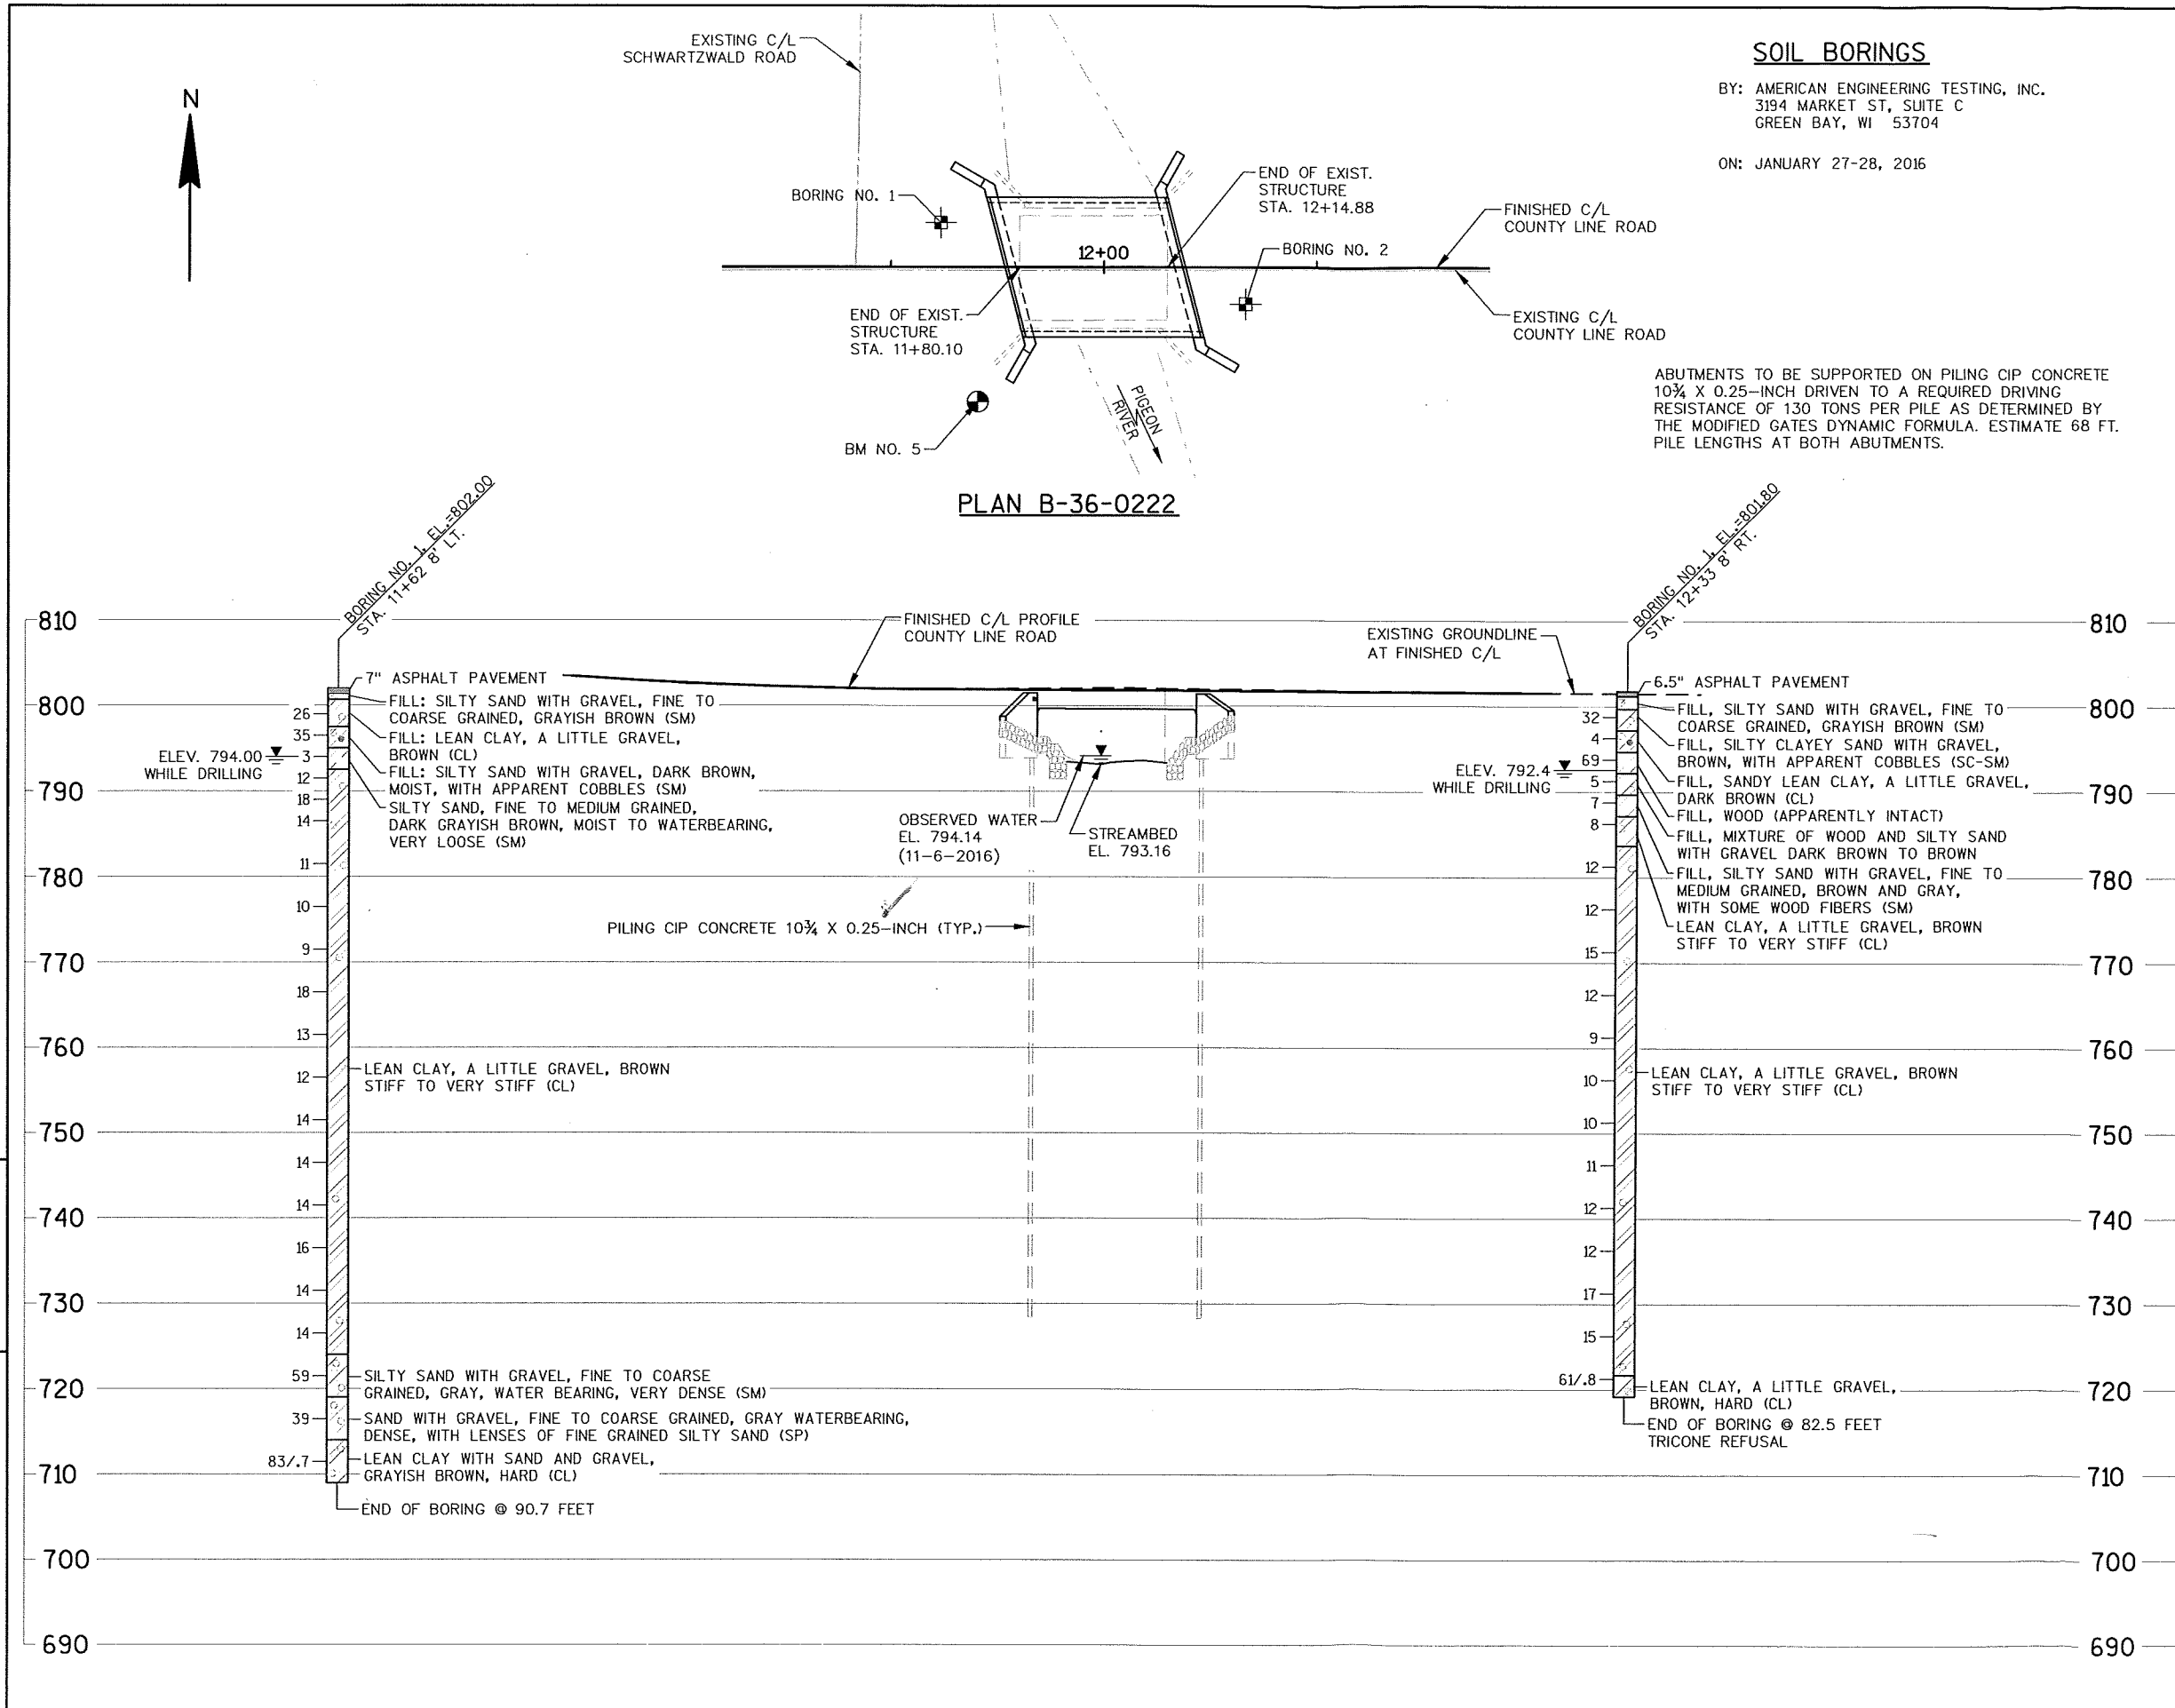 EXISTING C/L
SCHWARTZWALD ROAD
N
SOIL BORINGS
BY: AMERICAN ENGINEERING TESTING, INC.
3194 MARKET ST, SUITE C
GREEN BAY, WI 53704
ON: JANUARY 27-28, 2016
BORING NO. 1
END OF EXIST.
STRUCTURE
STA. 12+14.88
FINISHED C/L
COUNTY LINE ROAD
12+00
BORING NO. 2
END OF EXIST.
STRUCTURE
STA. 11+80.10
EXISTING C/L
COUNTY LINE ROAD
PIGEON
RIVER
BM NO. 5
ABUTMENTS TO BE SUPPORTED ON PILING CIP CONCRETE
10¾ X 0.25-INCH DRIVEN TO A REQUIRED DRIVING
RESISTANCE OF 130 TONS PER PILE AS DETERMINED BY
THE MODIFIED GATES DYNAMIC FORMULA. ESTIMATE 68 FT.
PILE LENGTHS AT BOTH ABUTMENTS.
PLAN B-36-0222
BORING NO. 1, EL.=802.00
STA. 11+62 8' LT.
BORING NO. 1, EL.=801.80
STA. 12+33 8' RT.
810
800
790
780
770
760
750
740
730
720
710
700
690
7" ASPHALT PAVEMENT
FILL: SILTY SAND WITH GRAVEL, FINE TO
COARSE GRAINED, GRAYISH BROWN (SM)
FILL: LEAN CLAY, A LITTLE GRAVEL,
BROWN (CL)
FILL: SILTY SAND WITH GRAVEL, DARK BROWN,
MOIST, WITH APPARENT COBBLES (SM)
SILTY SAND, FINE TO MEDIUM GRAINED,
DARK GRAYISH BROWN, MOIST TO WATERBEARING,
VERY LOOSE (SM)
ELEV. 794.00
WHILE DRILLING
26
35
3
12
18
14
11
10
9
18
13
12
14
14
14
16
14
14
59
39
83/.7
LEAN CLAY, A LITTLE GRAVEL, BROWN
STIFF TO VERY STIFF (CL)
SILTY SAND WITH GRAVEL, FINE TO COARSE
GRAINED, GRAY, WATER BEARING, VERY DENSE (SM)
SAND WITH GRAVEL, FINE TO COARSE GRAINED, GRAY WATERBEARING,
DENSE, WITH LENSES OF FINE GRAINED SILTY SAND (SP)
LEAN CLAY WITH SAND AND GRAVEL,
GRAYISH BROWN, HARD (CL)
END OF BORING @ 90.7 FEET
FINISHED C/L PROFILE
COUNTY LINE ROAD
EXISTING GROUNDLINE
AT FINISHED C/L
OBSERVED WATER
EL. 794.14
(11-6-2016)
STREAMBED
EL. 793.16
PILING CIP CONCRETE 10¾ X 0.25-INCH (TYP.)
6.5" ASPHALT PAVEMENT
FILL, SILTY SAND WITH GRAVEL, FINE TO
COARSE GRAINED, GRAYISH BROWN (SM)
FILL, SILTY CLAYEY SAND WITH GRAVEL,
BROWN, WITH APPARENT COBBLES (SC-SM)
FILL, SANDY LEAN CLAY, A LITTLE GRAVEL,
DARK BROWN (CL)
FILL, WOOD (APPARENTLY INTACT)
FILL, MIXTURE OF WOOD AND SILTY SAND
WITH GRAVEL DARK BROWN TO BROWN
FILL, SILTY SAND WITH GRAVEL, FINE TO
MEDIUM GRAINED, BROWN AND GRAY,
WITH SOME WOOD FIBERS (SM)
LEAN CLAY, A LITTLE GRAVEL, BROWN
STIFF TO VERY STIFF (CL)
ELEV. 792.4
WHILE DRILLING
32
4
69
5
7
8
12
12
15
12
9
10
10
11
12
12
17
15
61/.8
LEAN CLAY, A LITTLE GRAVEL, BROWN
STIFF TO VERY STIFF (CL)
LEAN CLAY, A LITTLE GRAVEL,
BROWN, HARD (CL)
END OF BORING @ 82.5 FEET
TRICONE REFUSAL
810
800
790
780
770
760
750
740
730
720
710
700
690